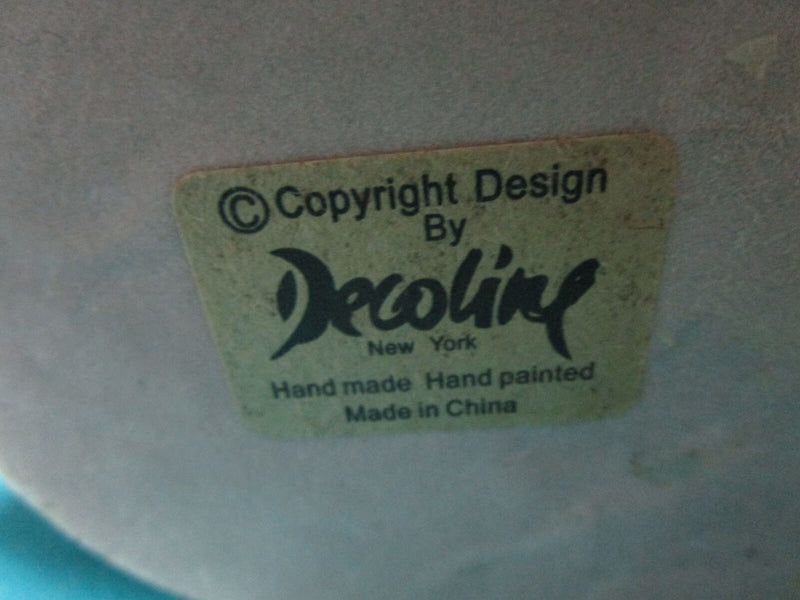 © Copyright Design
By
Decoline
New York
Hand made Hand painted
Made in China